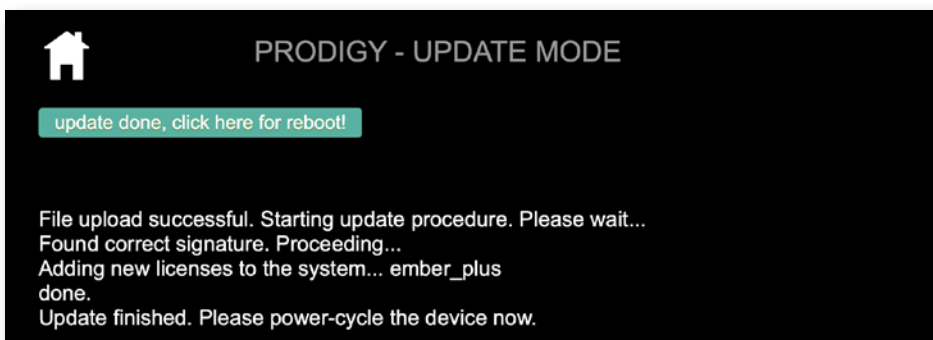 PRODIGY - UPDATE MODE
update done, click here for reboot!
File upload successful. Starting update procedure. Please wait...
Found correct signature. Proceeding...
Adding new licenses to the system... ember_plus
done.
Update finished. Please power-cycle the device now.